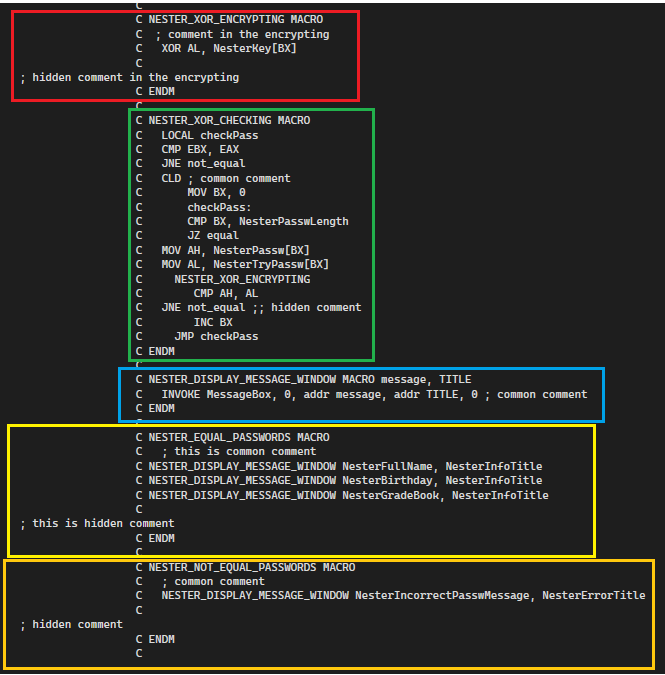 C
C NESTER_XOR_ENCRYPTING MACRO
C  ; comment in the encrypting
C   XOR AL, NesterKey[BX]
C
; hidden comment in the encrypting
C ENDM
C
C NESTER_XOR_CHECKING MACRO
C   LOCAL checkPass
C   CMP EBX, EAX
C   JNE not_equal
C   CLD ; common comment
C       MOV BX, 0
C       checkPass:
C       CMP BX, NesterPasswLength
C       JZ equal
C   MOV AH, NesterPassw[BX]
C   MOV AL, NesterTryPassw[BX]
C     NESTER_XOR_ENCRYPTING
C        CMP AH, AL
C   JNE not_equal ;; hidden comment
C        INC BX
C     JMP checkPass
C ENDM
C
C NESTER_DISPLAY_MESSAGE_WINDOW MACRO message, TITLE
C   INVOKE MessageBox, 0, addr message, addr TITLE, 0 ; common comment
C ENDM
C
C NESTER_EQUAL_PASSWORDS MACRO
C   ; this is common comment
C NESTER_DISPLAY_MESSAGE_WINDOW NesterFullName, NesterInfoTitle
C NESTER_DISPLAY_MESSAGE_WINDOW NesterBirthday, NesterInfoTitle
C NESTER_DISPLAY_MESSAGE_WINDOW NesterGradeBook, NesterInfoTitle
C
; this is hidden comment
C ENDM
C
C NESTER_NOT_EQUAL_PASSWORDS MACRO
C   ; common comment
C   NESTER_DISPLAY_MESSAGE_WINDOW NesterIncorrectPasswMessage, NesterErrorTitle
C
; hidden comment
C ENDM
C